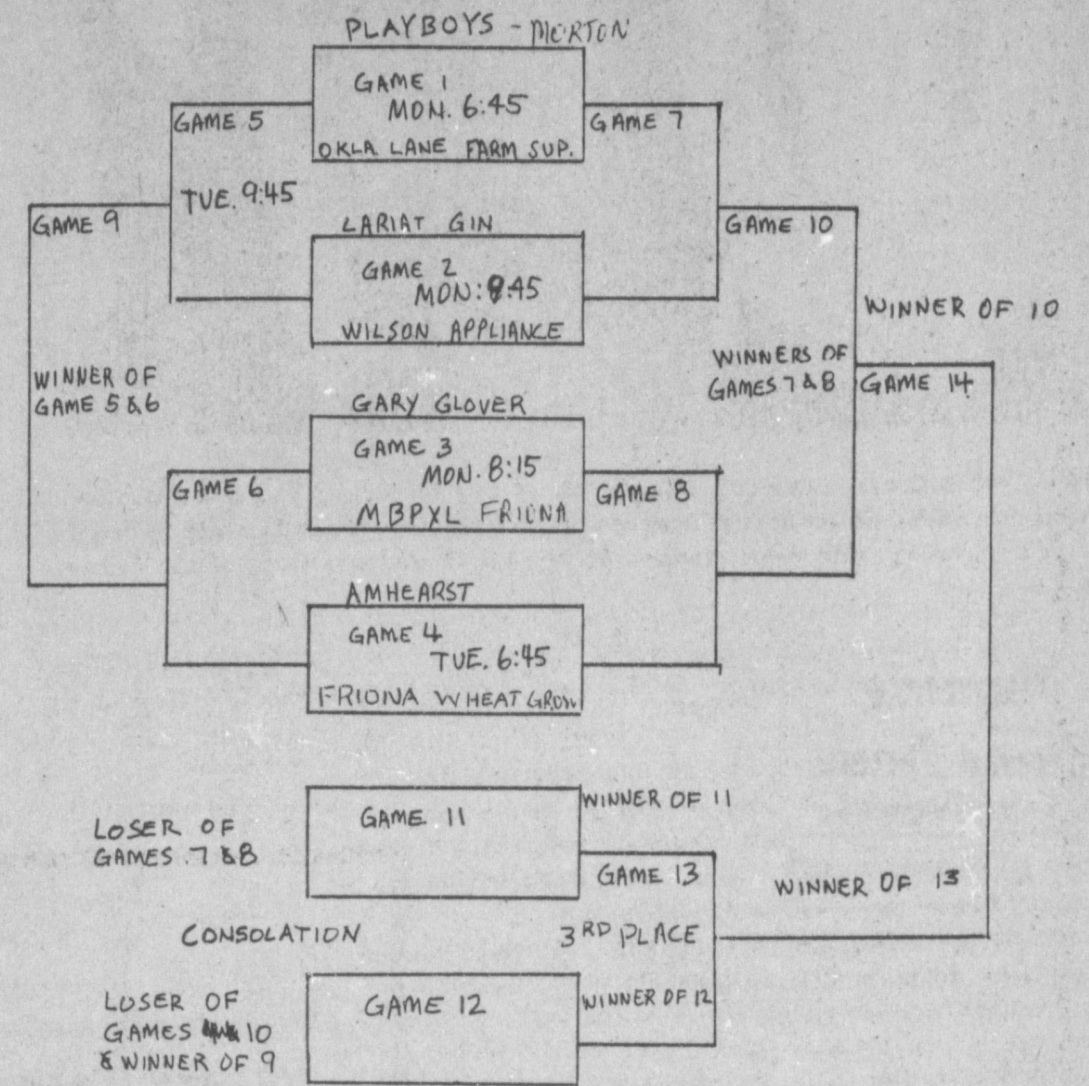 PLAYBOYS - MORTON
GAME 1
MON. 6:45
OKLA. LANE FARM SUP.
GAME 5
GAME 7
TUE. 9:45
GAME 9
LARIAT GIN
GAME 2
MON: 9:45
WILSON APPLIANCE
GAME 10
WINNER OF 10
WINNER OF
GAME 5 & 6
WINNERS OF
GAMES 7 & 8
GAME 14
GARY GLOVER
GAME 3
MON. 8:15
MBPXL FRIONA
GAME 6
GAME 8
AMHEARST
GAME 4
TUE. 6:45
FRIONA WHEAT GROW
LOSER OF
GAMES 7 & 8
GAME 11
WINNER OF 11
GAME 13
WINNER OF 13
CONSOLATION
3RD PLACE
LOSER OF
GAMES 10
& WINNER OF 9
GAME 12
WINNER OF 12